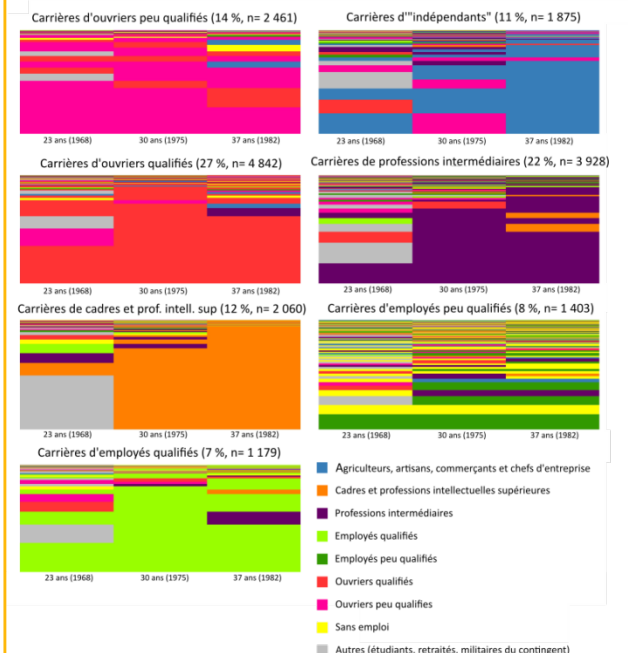 Carrières d'ouvriers peu qualifiés (14 %, n= 2 461)
23 ans (1968) 30 ans (1975) 37 ans (1982)
Carrières d'"indépendants" (11 %, n= 1 875)
23 ans (1968) 30 ans (1975) 37 ans (1982)
Carrières d'ouvriers qualifiés (27 %, n= 4 842)
23 ans (1968) 30 ans (1975) 37 ans (1982)
Carrières de professions intermédiaires (22 %, n= 3 928)
23 ans (1968) 30 ans (1975) 37 ans (1982)
Carrières de cadres et prof. intell. sup (12 %, n= 2 060)
23 ans (1968) 30 ans (1975) 37 ans (1982)
Carrières d'employés peu qualifiés (8 %, n= 1 403)
23 ans (1968) 30 ans (1975) 37 ans (1982)
Carrières d'employés qualifiés (7 %, n= 1 179)
23 ans (1968) 30 ans (1975) 37 ans (1982)
Agriculteurs, artisans, commerçants et chefs d'entreprise
Cadres et professions intellectuelles supérieures
Professions intermédiaires
Employés qualifiés
Employés peu qualifiés
Ouvriers qualifiés
Ouvriers peu qualifies
Sans emploi
Autres (étudiants, retraités, militaires du contingent)